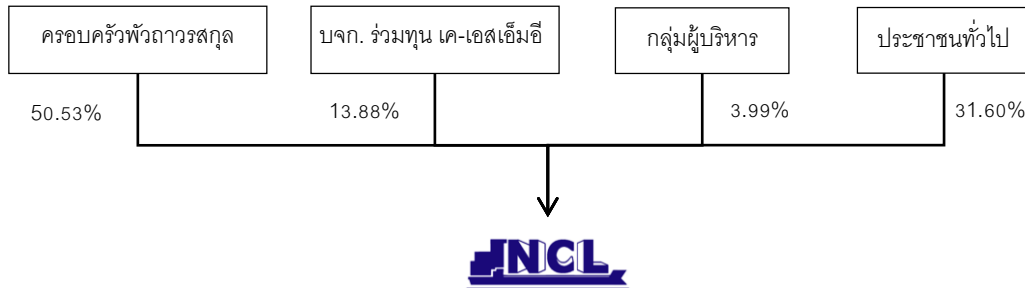 ครอบครัวพัวถาวรสกุล
บจก. ร่วมทุน เค-เอสเอ็มอี
กลุ่มผู้บริหาร
ประชาชนทั่วไป
50.53%
13.88%
3.99%
31.60%
NCL